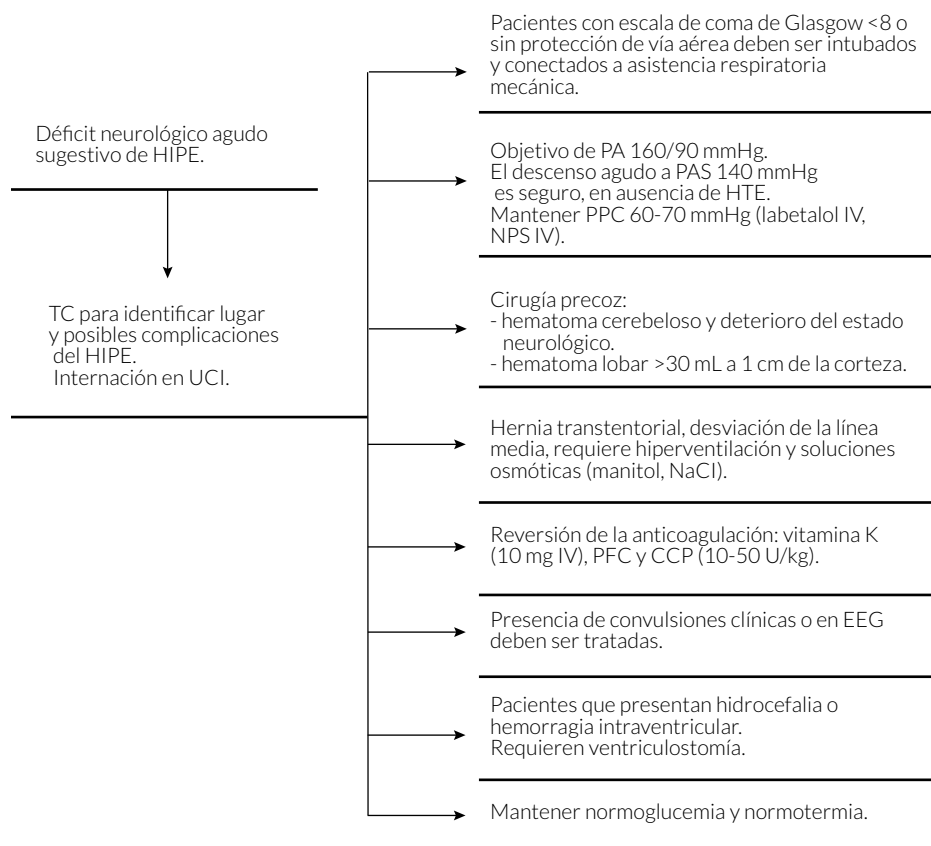 Déficit neurológico agudo
sugestivo de HIPE.
TC para identificar lugar
y posibles complicaciones
del HIPE.
Internación en UCI.
Pacientes con escala de coma de Glasgow <8 o
sin protección de vía aérea deben ser intubados
y conectados a asistencia respiratoria
mecánica.
Objetivo de PA 160/90 mmHg.
El descenso agudo a PAS 140 mmHg
es seguro, en ausencia de HTE.
Mantener PPC 60-70 mmHg (labetalol IV,
NPS IV).
Cirugía precoz:
- hematoma cerebeloso y deterioro del estado
neurológico.
- hematoma lobar >30 mL a 1 cm de la corteza.
Hernia transtentorial, desviación de la línea
media, requiere hiperventilación y soluciones
osmóticas (manitol, NaCl).
Reversión de la anticoagulación: vitamina K
(10 mg IV), PFC y CCP (10-50 U/kg).
Presencia de convulsiones clínicas o en EEG
deben ser tratadas.
Pacientes que presentan hidrocefalia o
hemorragia intraventricular.
Requieren ventriculostomía.
Mantener normoglucemia y normotermia.